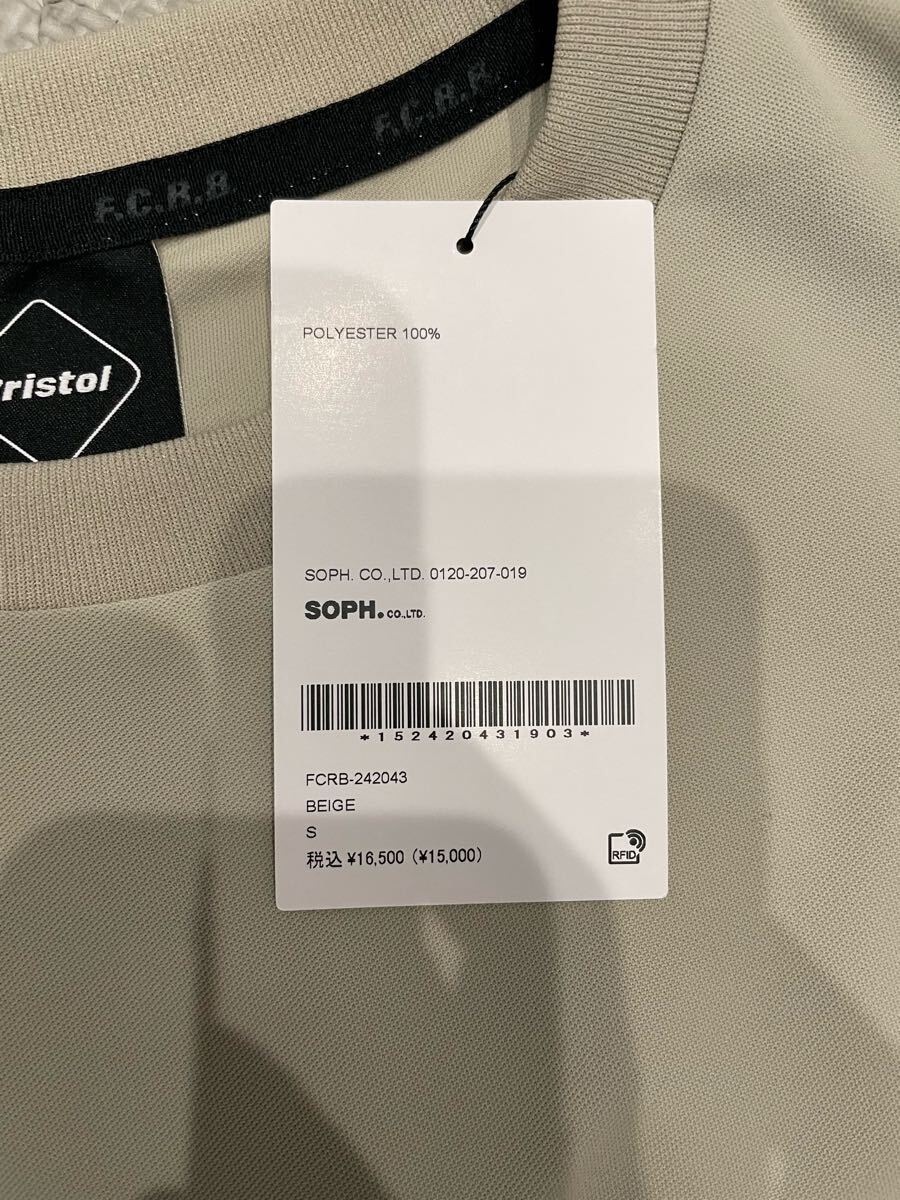 F.C.R.B.
F.C.R.B
ristol
POLYESTER 100%
SOPH. CO.,LTD. 0120-207-019
SOPH. CO.,LTD.
*152420431903*
FCRB-242043
BEIGE
S
税込 ¥16,500 (¥15,000)
RFID